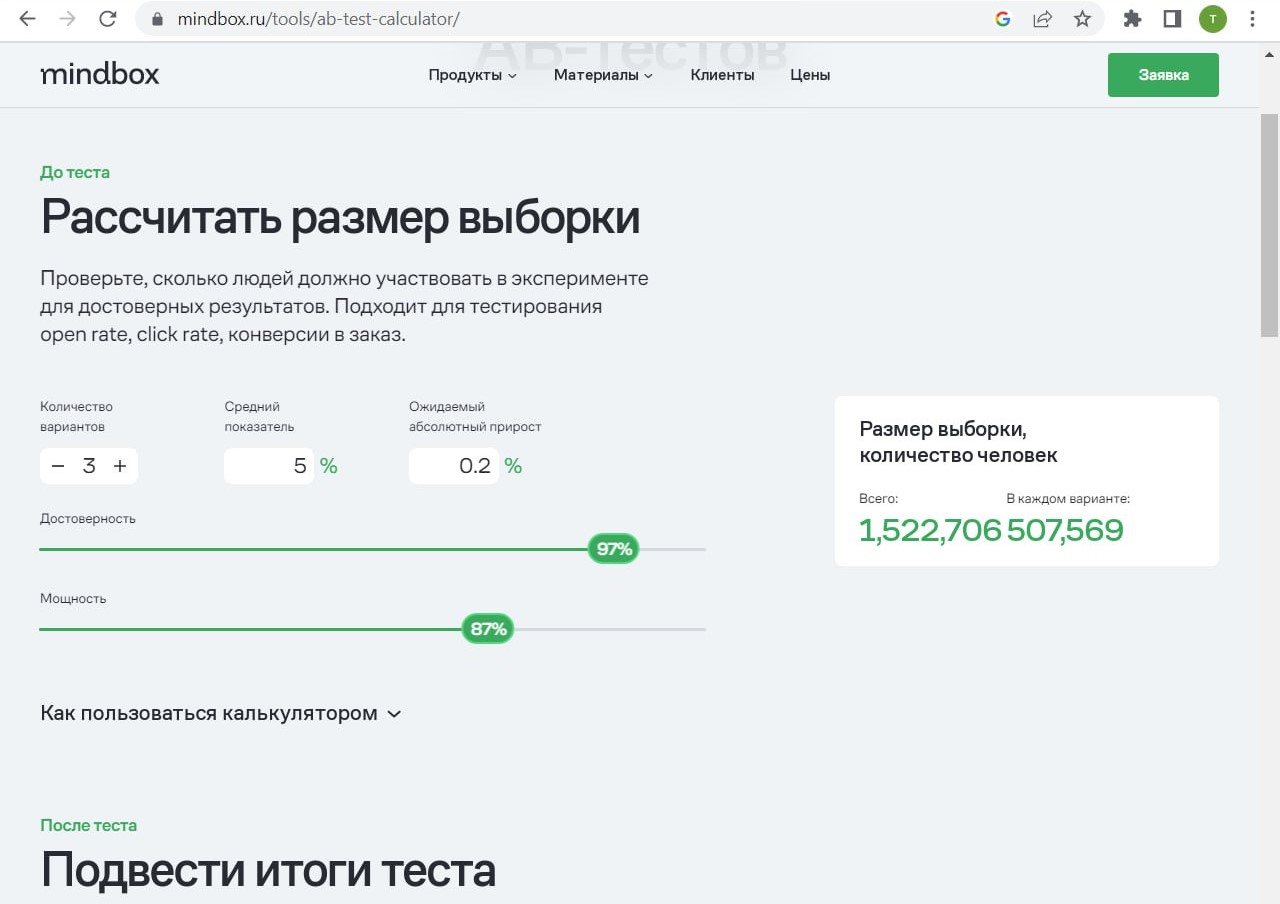 mindbox.ru/tools/ab-test-calculator/
G
T
АВ-тестов
mindbox
Продукты
Материалы
Клиенты
Цены
Заявка
До теста
Рассчитать размер выборки
Проверьте, сколько людей должно участвовать в эксперименте
для достоверных результатов. Подходит для тестирования
open rate, click rate, конверсии в заказ.
Количество
вариантов
− 3 +
Средний
показатель
5 %
Ожидаемый
абсолютный прирост
0.2 %
Достоверность
97%
Мощность
87%
Размер выборки,
количество человек
Всего:
1,522,706
В каждом варианте:
507,569
Как пользоваться калькулятором
После теста
Подвести итоги теста